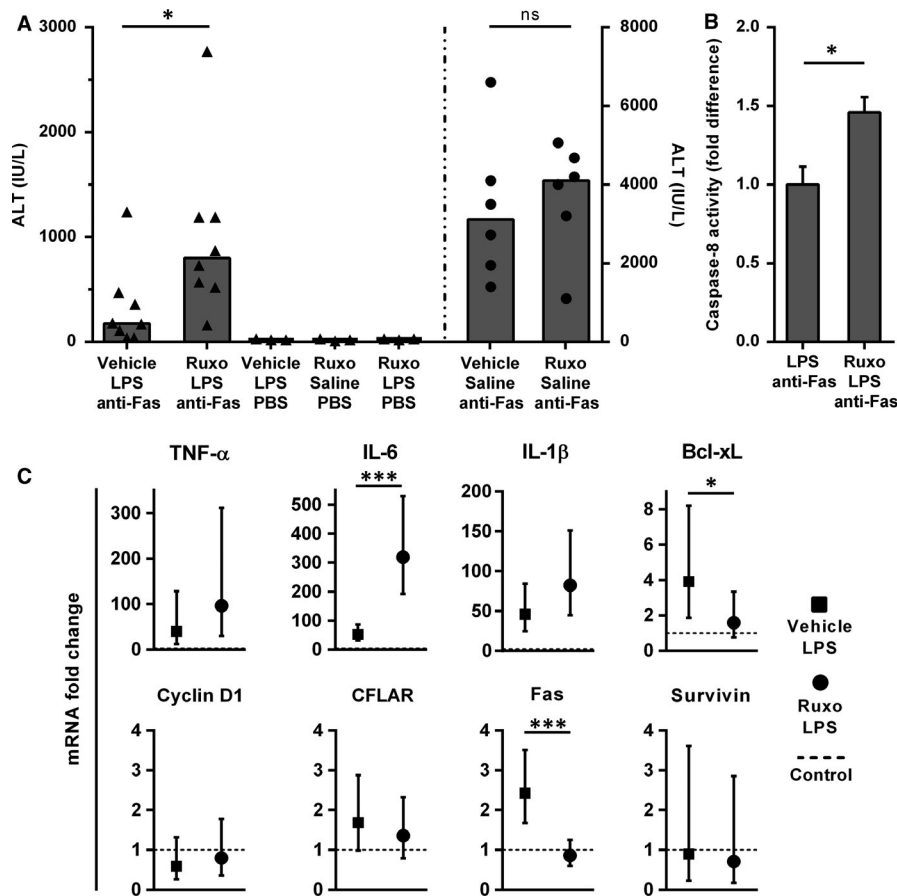 A
B
ALT (IU/L)
3000
2000
1000
0
*
ns
8000
6000
4000
2000
0
ALT (IU/L)
Vehicle
LPS
anti-Fas
Ruxo
LPS
anti-Fas
Vehicle
LPS
PBS
Ruxo
Saline
PBS
Ruxo
LPS
PBS
Vehicle
Saline
anti-Fas
Ruxo
Saline
anti-Fas
Caspase-8 activity (fold difference)
2.0
1.5
1.0
0.5
0.0
*
LPS
anti-Fas
Ruxo
LPS
anti-Fas
C
mRNA fold change
TNF-α
300
200
100
0
IL-6
***
500
400
300
200
100
0
IL-1β
200
150
100
50
0
Bcl-xL
*
8
6
4
2
0
Cyclin D1
4
3
2
1
0
CFLAR
4
3
2
1
0
Fas
***
4
3
2
1
0
Survivin
4
3
2
1
0
Vehicle
LPS
Ruxo
LPS
Control